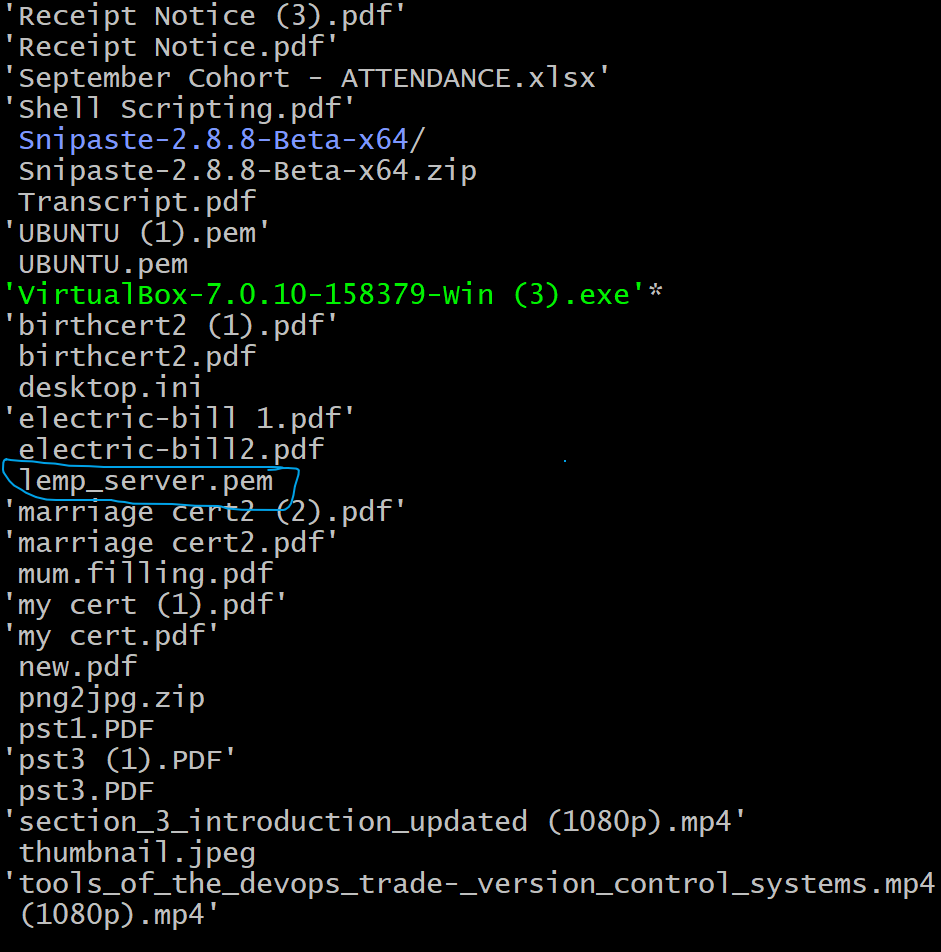 'Receipt Notice (3).pdf'
'Receipt Notice.pdf'
'September Cohort - ATTENDANCE.xlsx'
'Shell Scripting.pdf'
Snipaste-2.8.8-Beta-x64/
Snipaste-2.8.8-Beta-x64.zip
Transcript.pdf
'UBUNTU (1).pem'
UBUNTU.pem
'VirtualBox-7.0.10-158379-Win (3).exe'*
'birthcert2 (1).pdf'
birthcert2.pdf
desktop.ini
'electric-bill 1.pdf'
electric-bill2.pdf
lemp_server.pem
'marriage cert2 (2).pdf'
'marriage cert2.pdf'
mum.filling.pdf
'my cert (1).pdf'
'my cert.pdf'
new.pdf
png2jpg.zip
pst1.PDF
'pst3 (1).PDF'
pst3.PDF
'section_3_introduction_updated (1080p).mp4'
thumbnail.jpeg
'tools_of_the_devops_trade-_version_control_systems.mp4
(1080p).mp4'